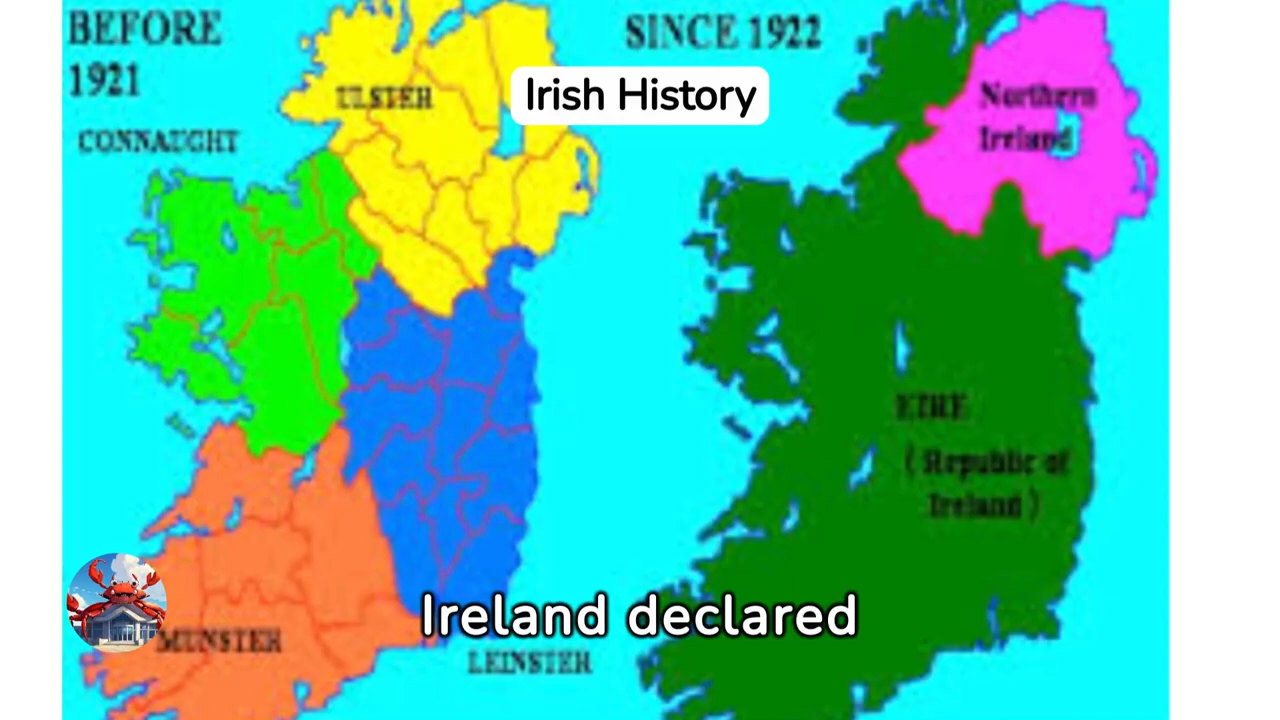 BEFORE
1921
SINCE 1922
Irish History
ULSTER
CONNAUGHT
Northern
Ireland
EIRE
( Republic of
Ireland )
Ireland declared
MUNSTER
LEINSTER